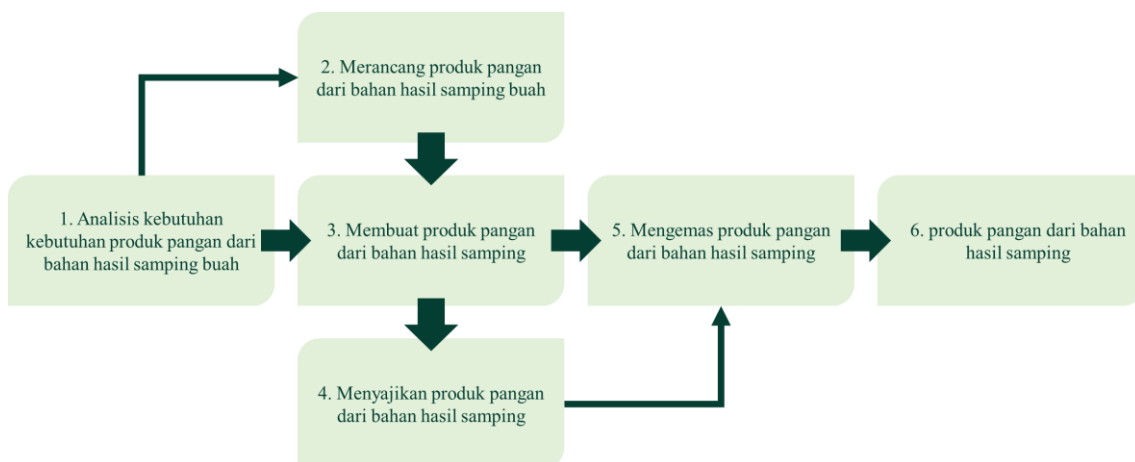 2. Merancang produk pangan
dari bahan hasil samping buah
1. Analisis kebutuhan
kebutuhan produk pangan dari
bahan hasil samping buah
3. Membuat produk pangan
dari bahan hasil samping
5. Mengemas produk pangan
dari bahan hasil samping
6. produk pangan dari bahan
hasil samping
4. Menyajikan produk pangan
dari bahan hasil samping